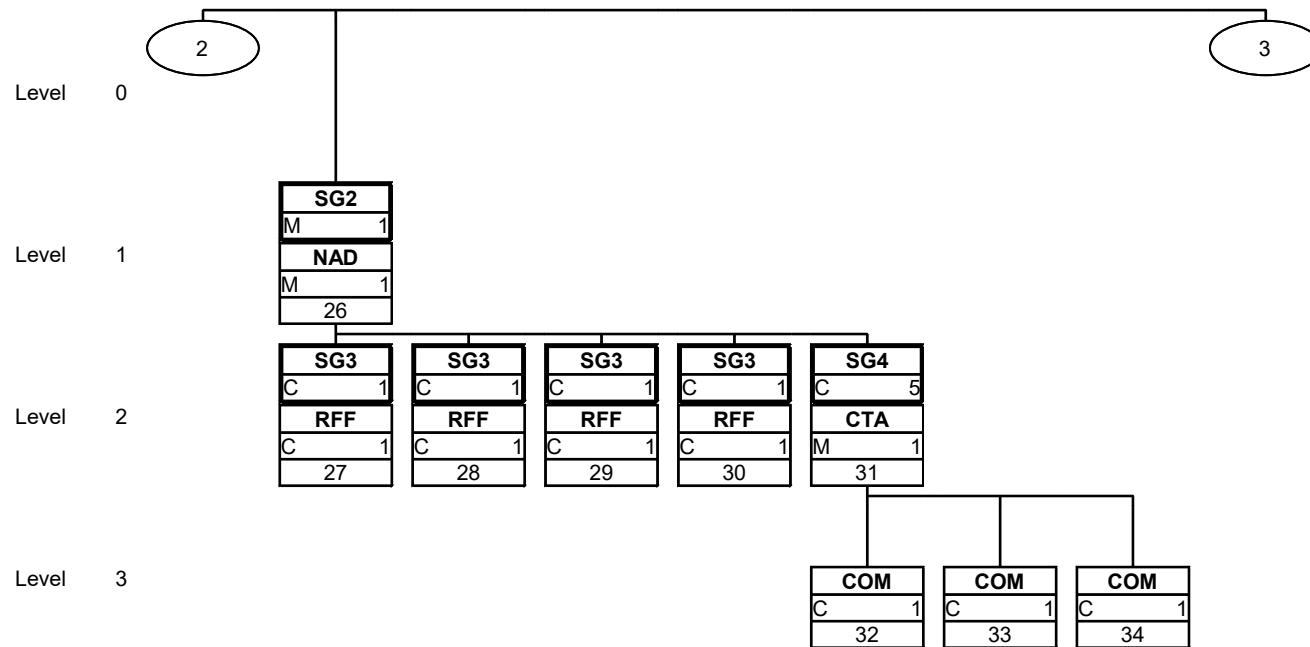 2 3
Level 0
SG2
M 1
Level 1 NAD
M 1
26
SG3 SG3 SG3 SG3 SG4
C 1 C 1 C 1 C 1 C 5
Level 2 RFF RFF RFF RFF CTA
C 1 C 1 C 1 C 1 M 1
27 28 29 30 31
Level 3 COM COM COM
C 1 C 1 C 1
32 33 34